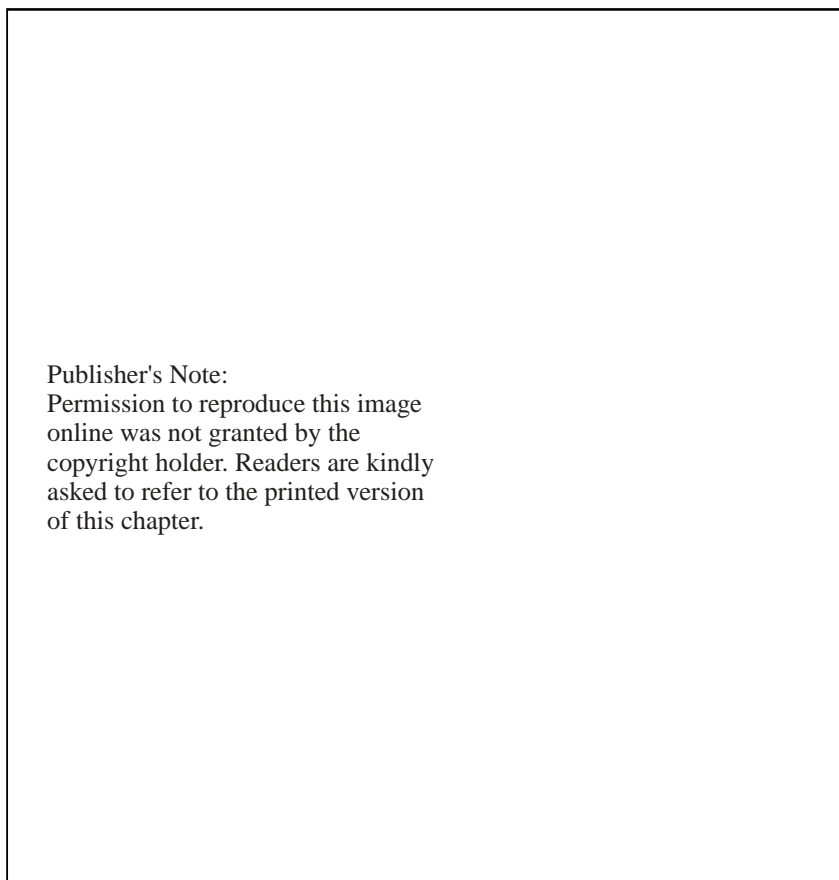 Publisher's Note:
Permission to reproduce this image
online was not granted by the
copyright holder. Readers are kindly
asked to refer to the printed version
of this chapter.